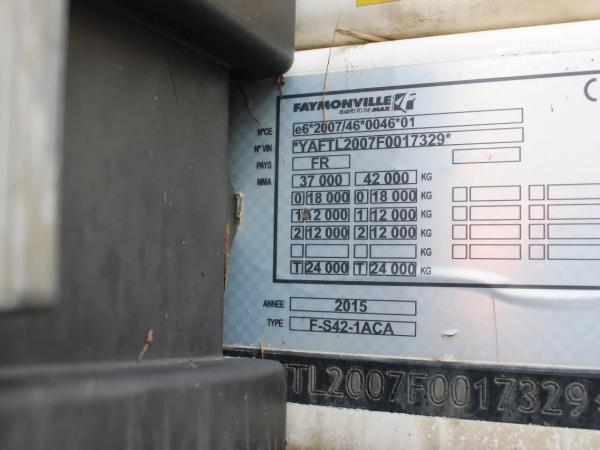 FAYMONVILLE
N°CE e6*2007/46*0046*01
N° VIN *YAFTL2007F0017329*
PAYS FR
MMA 37 000 42 000 KG
0 18 000 0 18 000 KG
1 12 000 1 12 000 KG
2 12 000 2 12 000 KG
KG
T 24 000 T 24 000 KG
ANNEE 2015
TYPE F-S42-1ACA
TL2007F0017329*